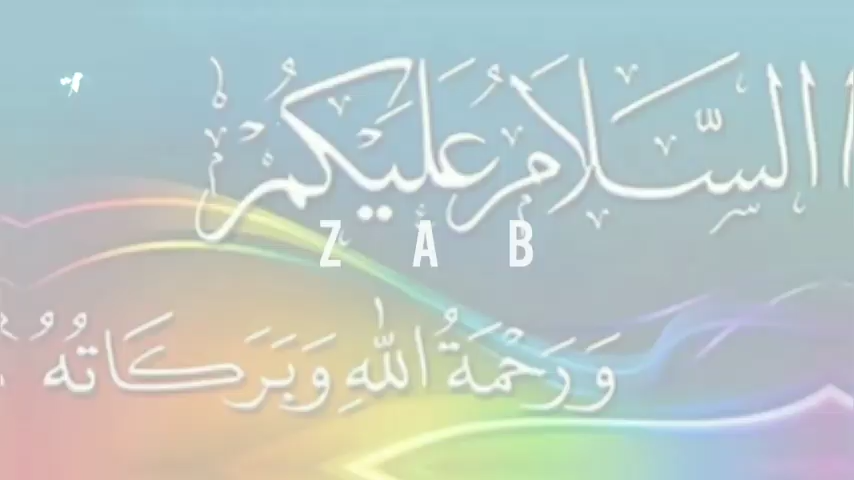 السَّلَامُ عَلَيْكُمْ
Z A B
وَرَحْمَةُ اللهِ وَبَرَكَاتُهُ